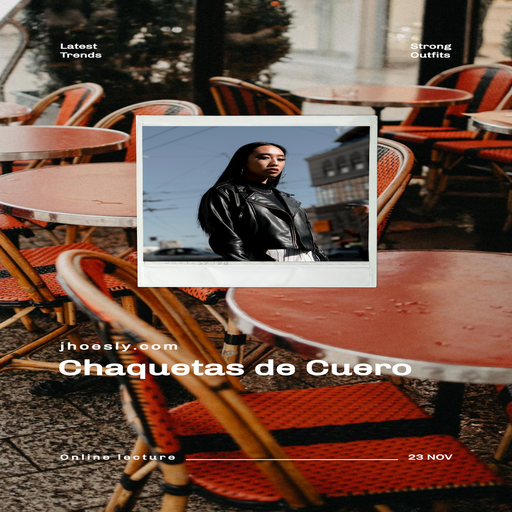 Latest
Trends
Strong
Outfits
jhoesly.com
Chaquetas de Cuero
Online lecture
23 NOV